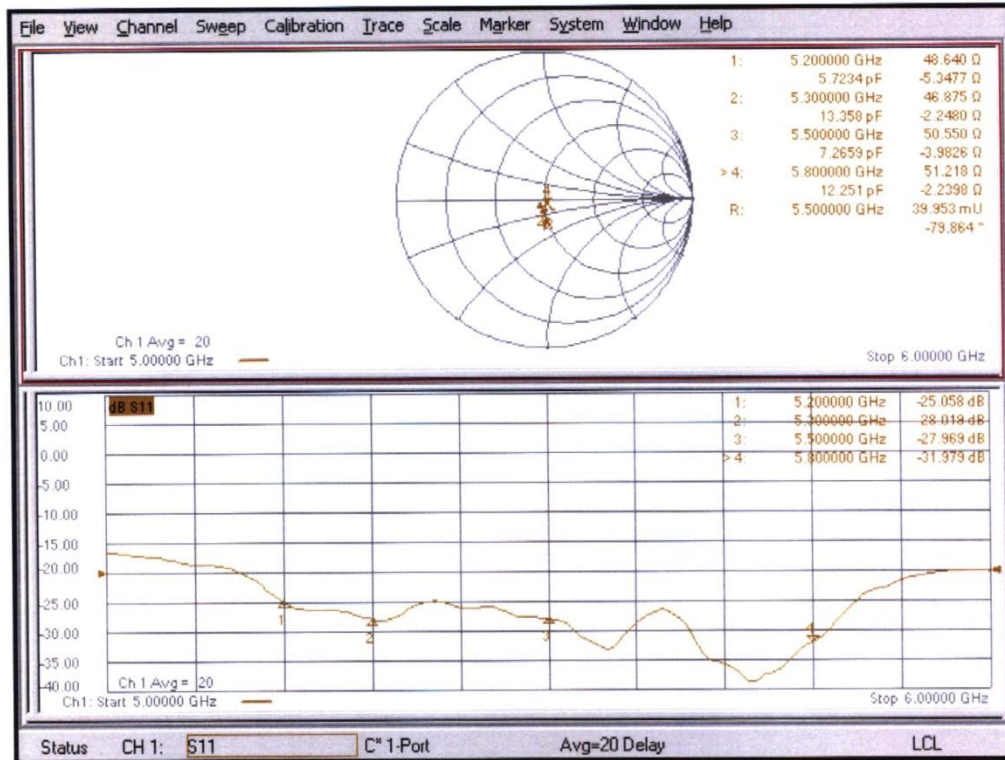 File View Channel Sweep Calibration Trace Scale Marker System Window Help
1: 5.200000 GHz 48.640 Ω
5.7234 pF -5.3477 Ω
2: 5.300000 GHz 46.875 Ω
13.358 pF -2.2480 Ω
3: 5.500000 GHz 50.550 Ω
7.2659 pF -3.9826 Ω
> 4: 5.800000 GHz 51.218 Ω
12.251 pF -2.2398 Ω
R: 5.500000 GHz 39.953 mU
-79.864 °
Ch 1 Avg = 20
Ch1: Start 5.00000 GHz
Stop 6.00000 GHz
10.00
5.00
0.00
-5.00
-10.00
-15.00
-20.00
-25.00
-30.00
-35.00
-40.00
dB S11
1: 5.200000 GHz -25.058 dB
2: 5.300000 GHz -28.019 dB
3: 5.500000 GHz -27.969 dB
> 4: 5.800000 GHz -31.979 dB
1
2
3
4
Ch 1 Avg = 20
Ch1: Start 5.00000 GHz
Stop 6.00000 GHz
Status CH 1: S11 C* 1-Port Avg=20 Delay LCL